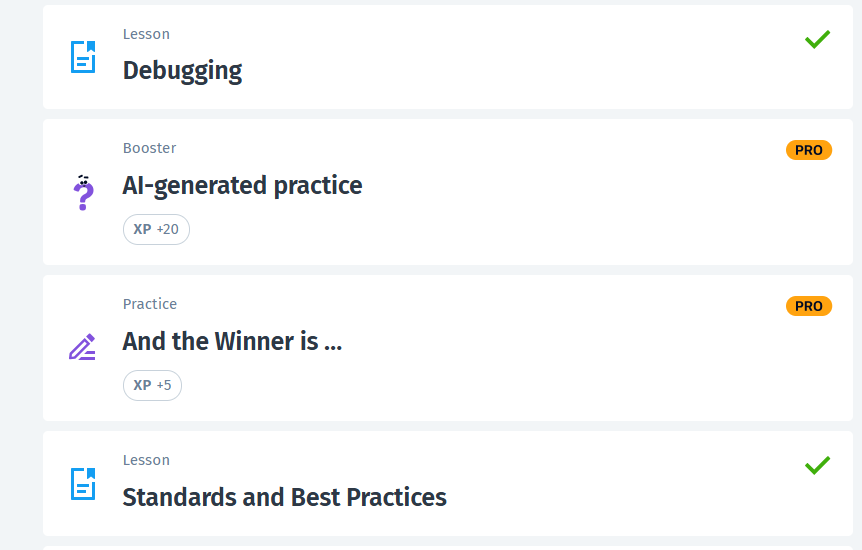 Lesson
Debugging
Booster
PRO
AI-generated practice
XP +20
Practice
PRO
And the Winner is ...
XP +5
Lesson
Standards and Best Practices